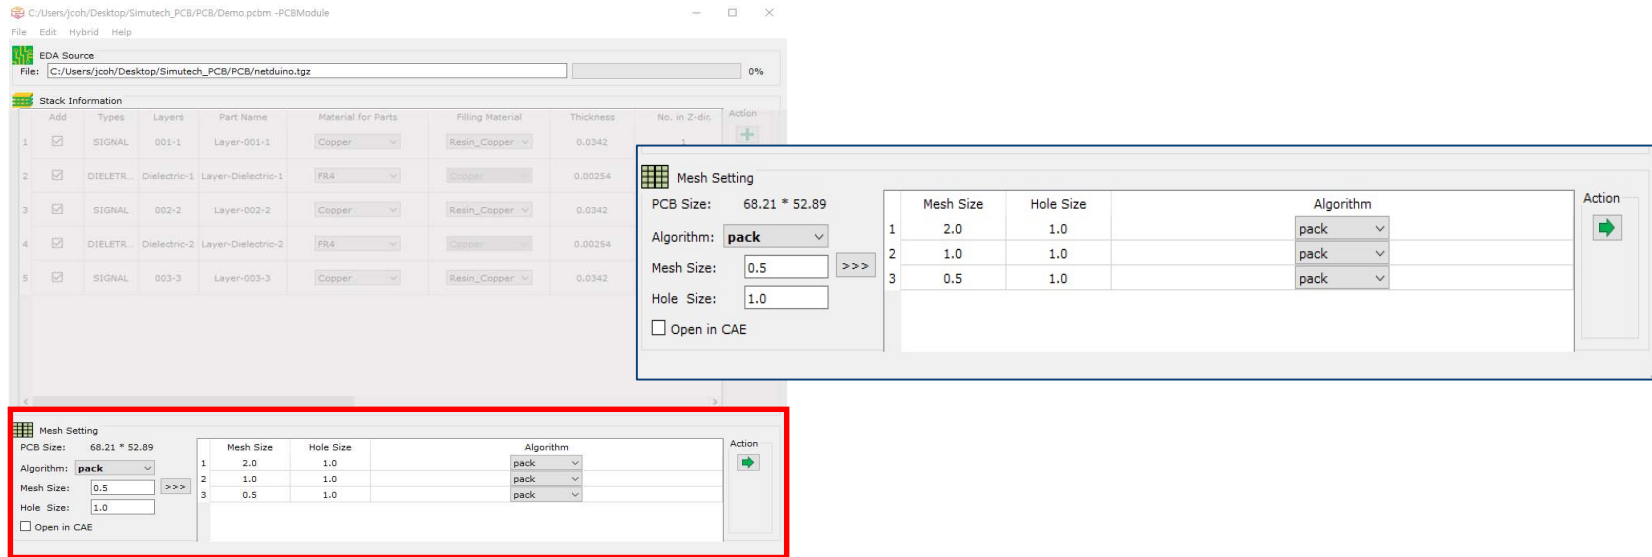 C:/Users/jcoh/Desktop/Simutech_PCB/PCB/Demo.pcbm -PCBModule
File Edit Hybrid Help
EDA Source
File: C:/Users/jcoh/Desktop/Simutech_PCB/PCB/netduino.tgz 0%
Stack Information
Add Types Layers Part Name Material for Parts Filling Material Thickness No. in Z-dir. Action
1 SIGNAL 001-1 Layer-001-1 Copper Resin_Copper 0.0342 1
2 DIELETR... Dielectric-1 Layer-Dielectric-1 FR4 Copper 0.00254
3 SIGNAL 002-2 Layer-002-2 Copper Resin_Copper 0.0342
4 DIELETR... Dielectric-2 Layer-Dielectric-2 FR4 Copper 0.00254
5 SIGNAL 003-3 Layer-003-3 Copper Resin_Copper 0.0342
Mesh Setting
PCB Size: 68.21 * 52.89
Algorithm: pack
Mesh Size: 0.5 >>>
Hole Size: 1.0
Open in CAE
Mesh Size Hole Size Algorithm
1 2.0 1.0 pack
2 1.0 1.0 pack
3 0.5 1.0 pack
Action
Mesh Setting
PCB Size: 68.21 * 52.89
Algorithm: pack
Mesh Size: 0.5 >>>
Hole Size: 1.0
Open in CAE
Mesh Size Hole Size Algorithm
1 2.0 1.0 pack
2 1.0 1.0 pack
3 0.5 1.0 pack
Action